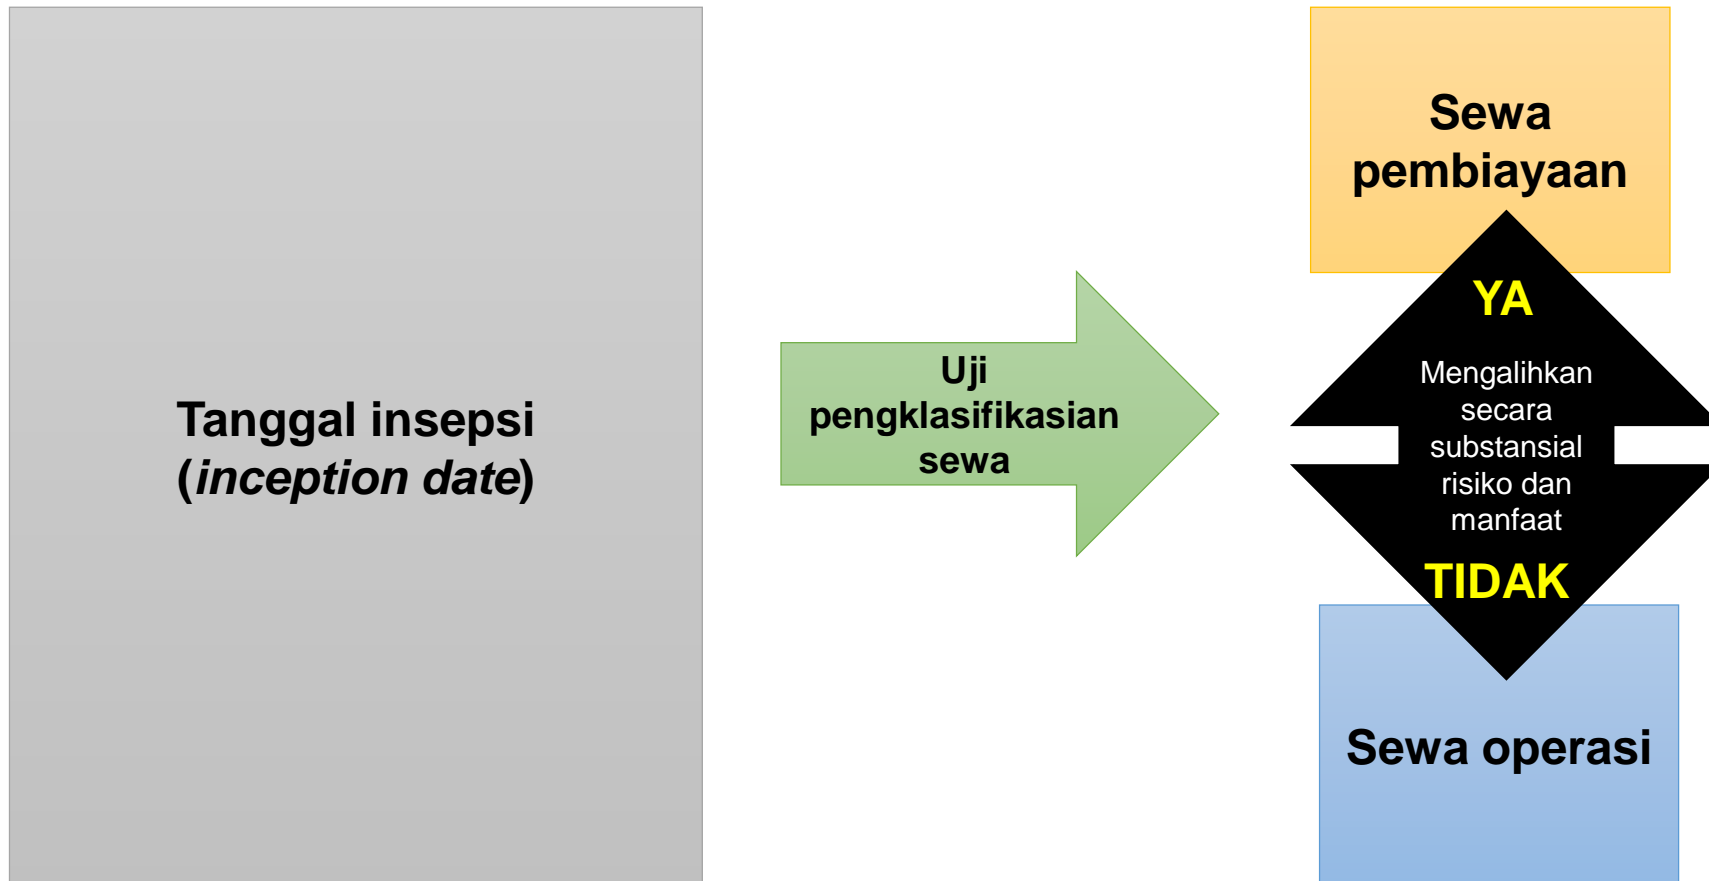 Tanggal insepsi
(inception date)
Uji
pengklasifikasian
sewa
Sewa
pembiayaan
YA
Mengalihkan
secara
substansial
risiko dan
manfaat
TIDAK
Sewa operasi